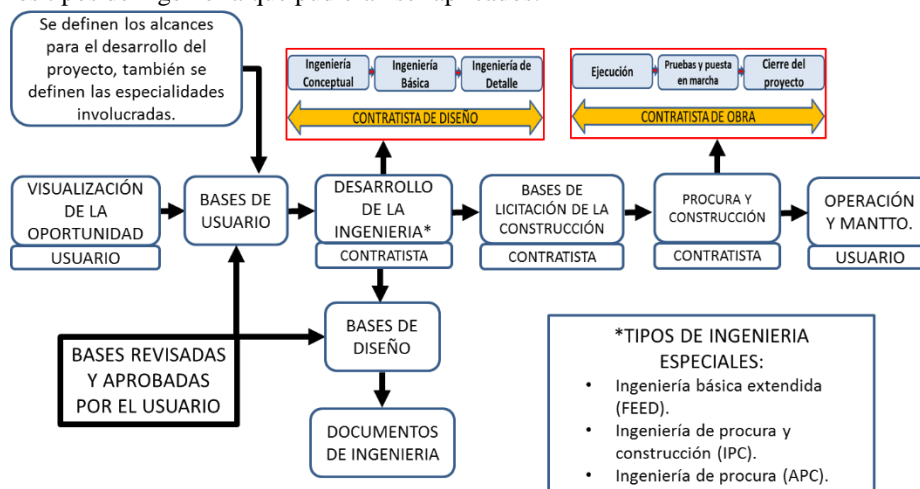 Se definen los alcances
para el desarrollo del
proyecto, también se
definen las especialidades
involucradas.
Ingeniería
Conceptual
Ingeniería
Básica
Ingeniería de
Detalle
CONTRATISTA DE DISEÑO
Ejecución
Pruebas y puesta
en marcha
Cierre del
proyecto
CONTRATISTA DE OBRA
VISUALIZACIÓN
DE LA
OPORTUNIDAD
USUARIO
BASES DE
USUARIO
DESARROLLO
DE LA
INGENIERIA*
CONTRATISTA
BASES DE
LICITACIÓN DE LA
CONSTRUCCIÓN
CONTRATISTA
PROCURA Y
CONSTRUCCIÓN
CONTRATISTA
OPERACIÓN
Y MANTTO.
USUARIO
BASES REVISADAS
Y APROBADAS
POR EL USUARIO
BASES DE
DISEÑO
DOCUMENTOS
DE INGENIERIA
*TIPOS DE INGENIERIA
ESPECIALES:
• Ingeniería básica extendida
(FEED).
• Ingeniería de procura y
construcción (IPC).
• Ingeniería de procura (APC).